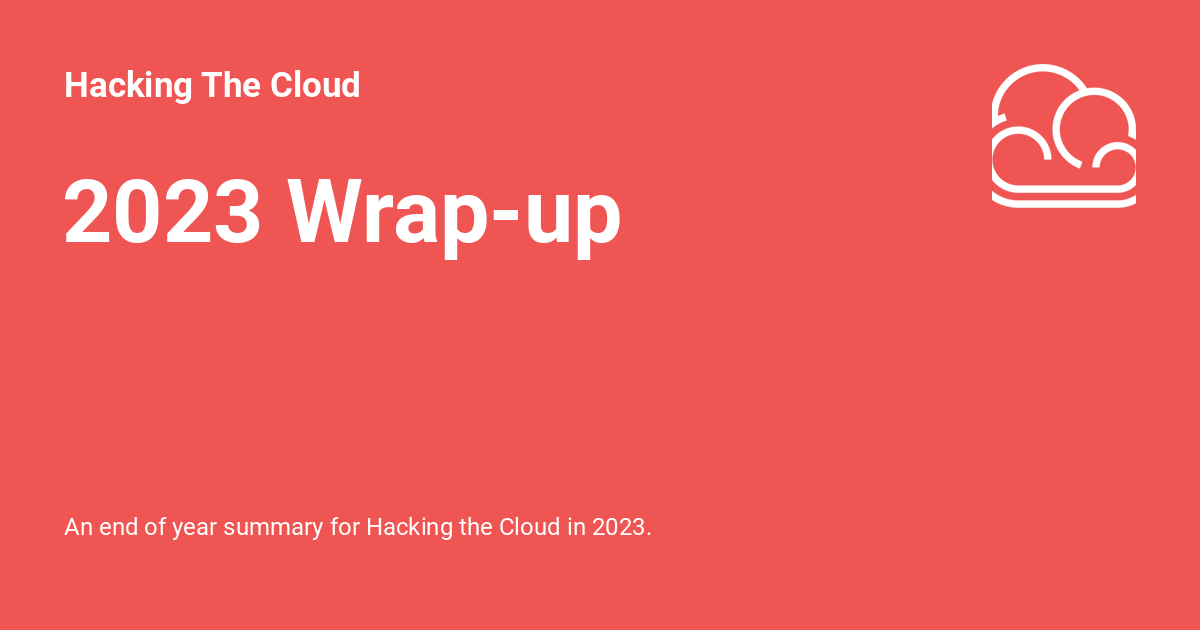 Hacking The Cloud
2023 Wrap-up
An end of year summary for Hacking the Cloud in 2023.